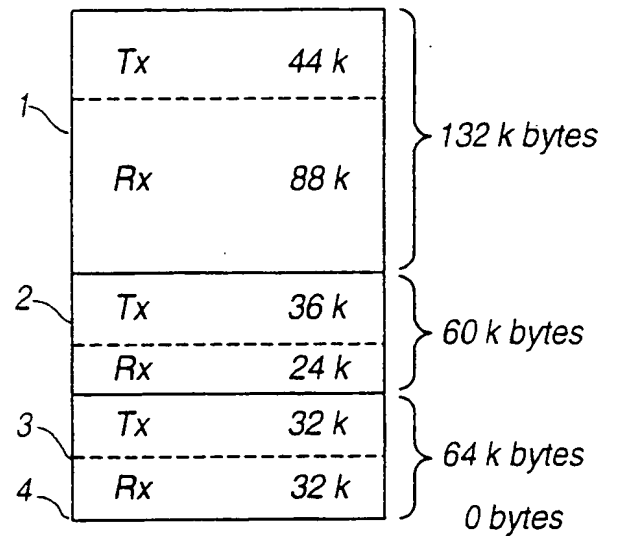 Tx 44 k
1
132 k bytes
Rx 88 k
2
Tx 36 k
60 k bytes
Rx 24 k
3
Tx 32 k
64 k bytes
4
Rx 32 k
0 bytes